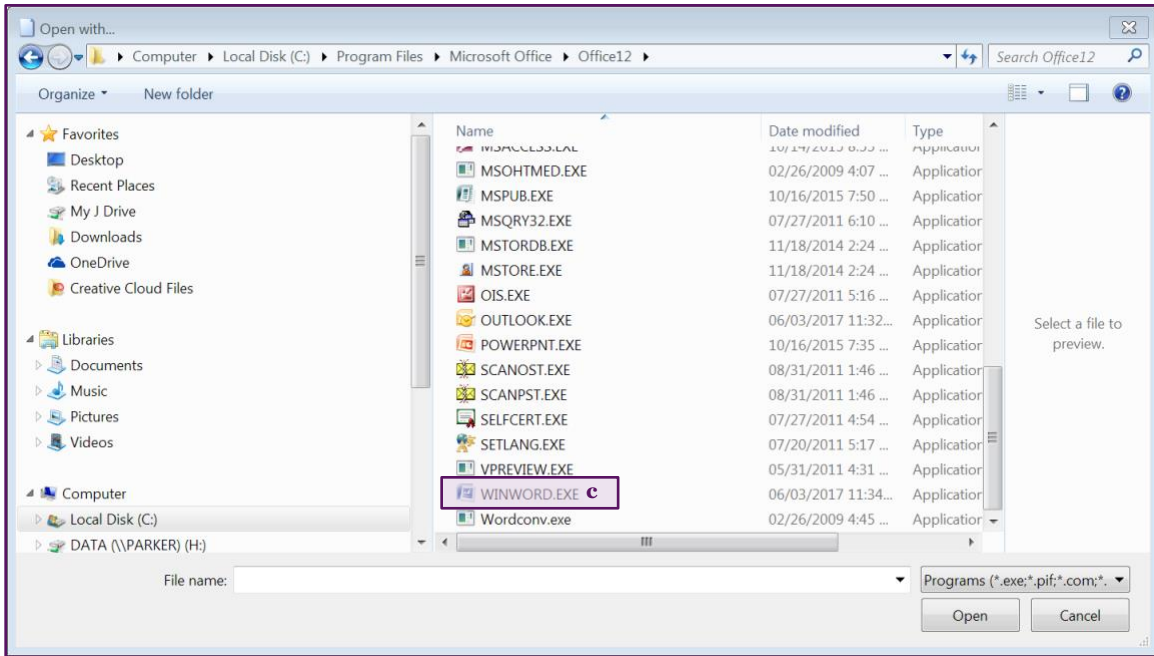 Open with...
Computer Local Disk (C:) Program Files Microsoft Office Office12 Search Office12
Organize New folder
Favorites
Desktop
Recent Places
My J Drive
Downloads
OneDrive
Creative Cloud Files
Libraries
Documents
Music
Pictures
Videos
Computer
Local Disk (C:)
DATA (\\PARKER) (H:)
Name Date modified Type
MSACCESS.EXE 10/14/2015 8:55 ... Application
MSOHTMED.EXE 02/26/2009 4:07 ... Application
MSPUB.EXE 10/16/2015 7:50 ... Application
MSQRY32.EXE 07/27/2011 6:10 ... Application
MSTORDB.EXE 11/18/2014 2:24 ... Application
MSTORE.EXE 11/18/2014 2:24 ... Application
OIS.EXE 07/27/2011 5:16 ... Application
OUTLOOK.EXE 06/03/2017 11:32... Application
POWERPNT.EXE 10/16/2015 7:35 ... Application
SCANOST.EXE 08/31/2011 1:46 ... Application
SCANPST.EXE 08/31/2011 1:46 ... Application
SELFCERT.EXE 07/27/2011 4:54 ... Application
SETLANG.EXE 07/20/2011 5:17 ... Application
VPREVIEW.EXE 05/31/2011 4:31 ... Application
WINWORD.EXE c 06/03/2017 11:34... Application
Wordconv.exe 02/26/2009 4:45 ... Application
Select a file to
preview.
File name: Programs (*.exe;*.pif;*.com;*.
Open Cancel